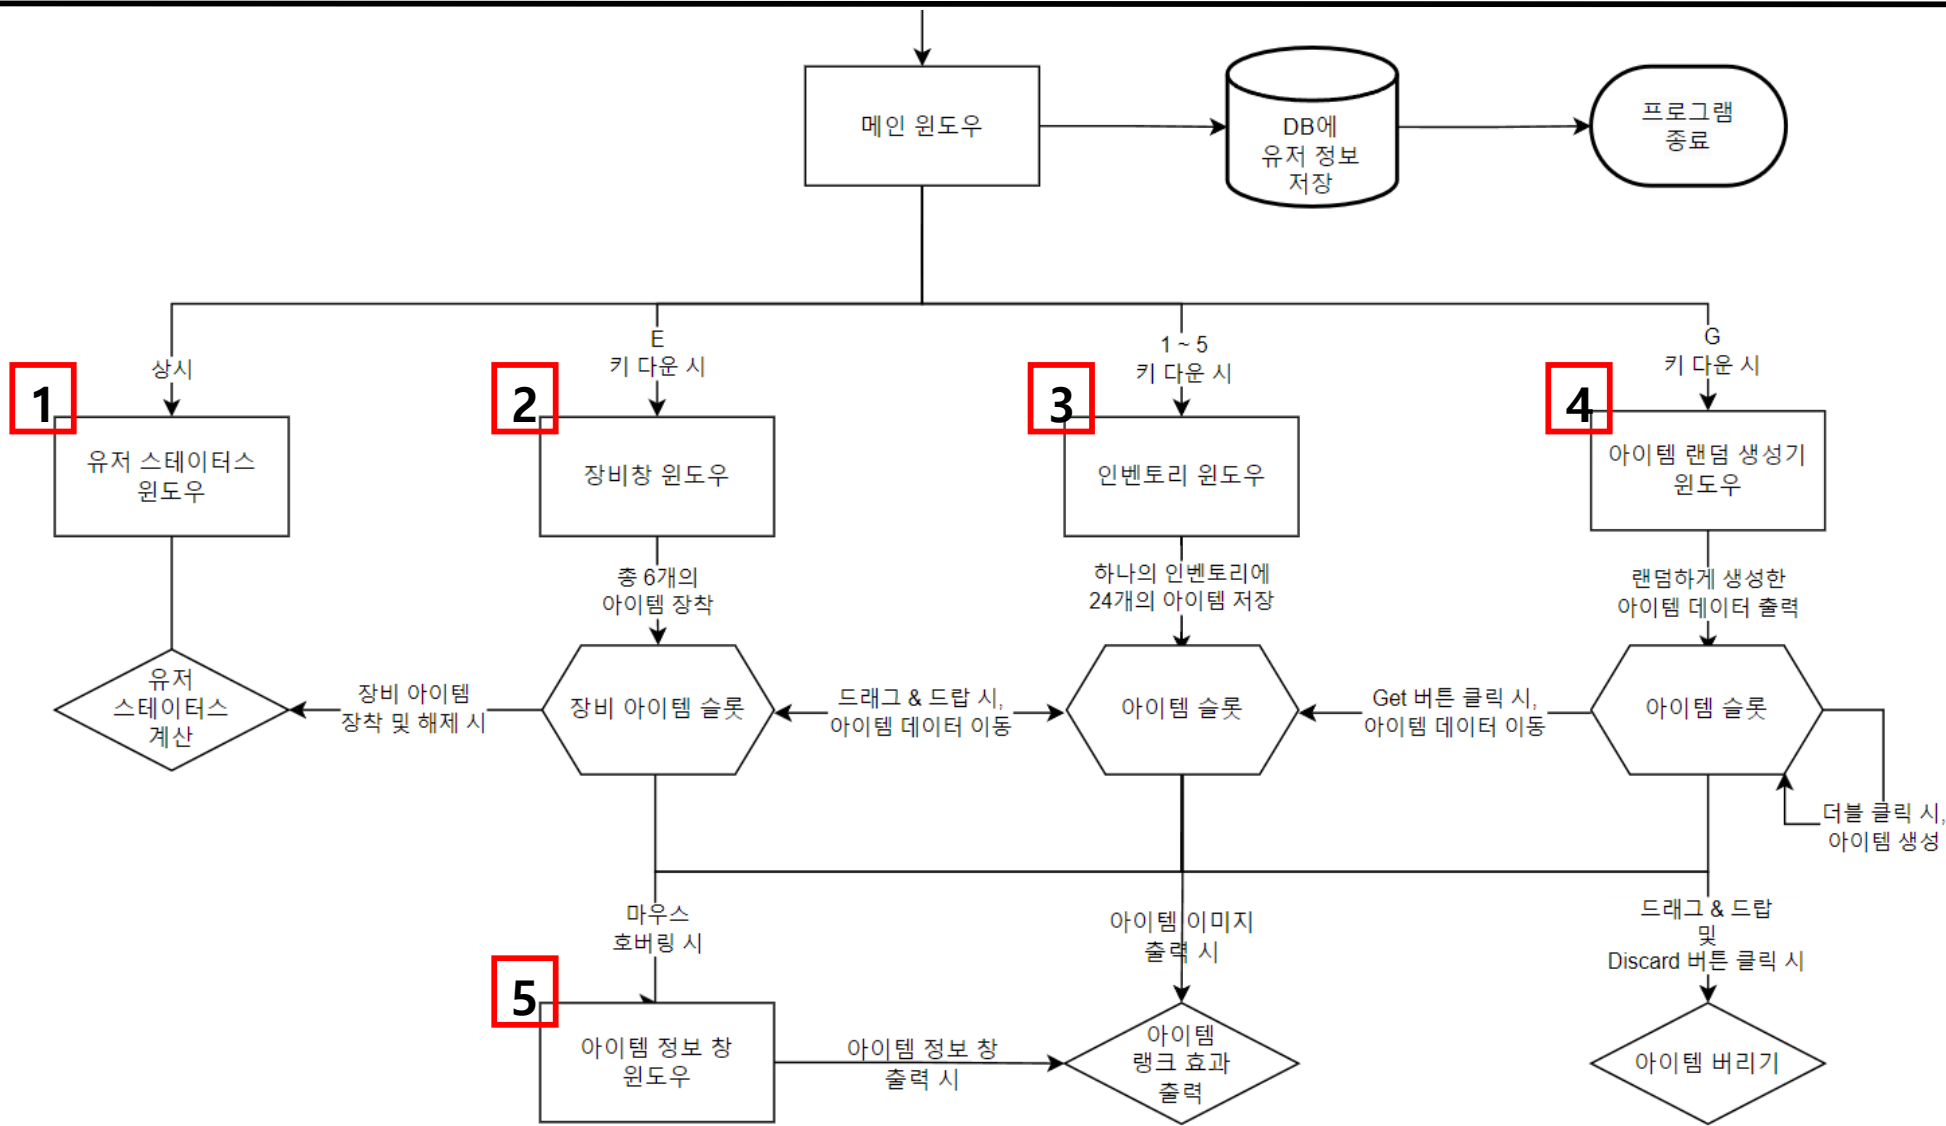 메인 윈도우
DB에
유저 정보
저장
프로그램
종료
상시
E
키 다운 시
1 ~ 5
키 다운 시
G
키 다운 시
1
유저 스테이터스
윈도우
2
장비창 윈도우
3
인벤토리 윈도우
4
아이템 랜덤 생성기
윈도우
총 6개의
아이템 장착
하나의 인벤토리에
24개의 아이템 저장
랜덤하게 생성한
아이템 데이터 출력
유저
스테이터스
계산
장비 아이템
장착 및 해제 시
장비 아이템 슬롯
드래그 & 드랍 시,
아이템 데이터 이동
아이템 슬롯
Get 버튼 클릭 시,
아이템 데이터 이동
아이템 슬롯
더블 클릭 시,
아이템 생성
마우스
호버링 시
아이템 이미지
출력 시
드래그 & 드랍
및
Discard 버튼 클릭 시
5
아이템 정보 창
윈도우
아이템 정보 창
출력 시
아이템
랭크 효과
출력
아이템 버리기